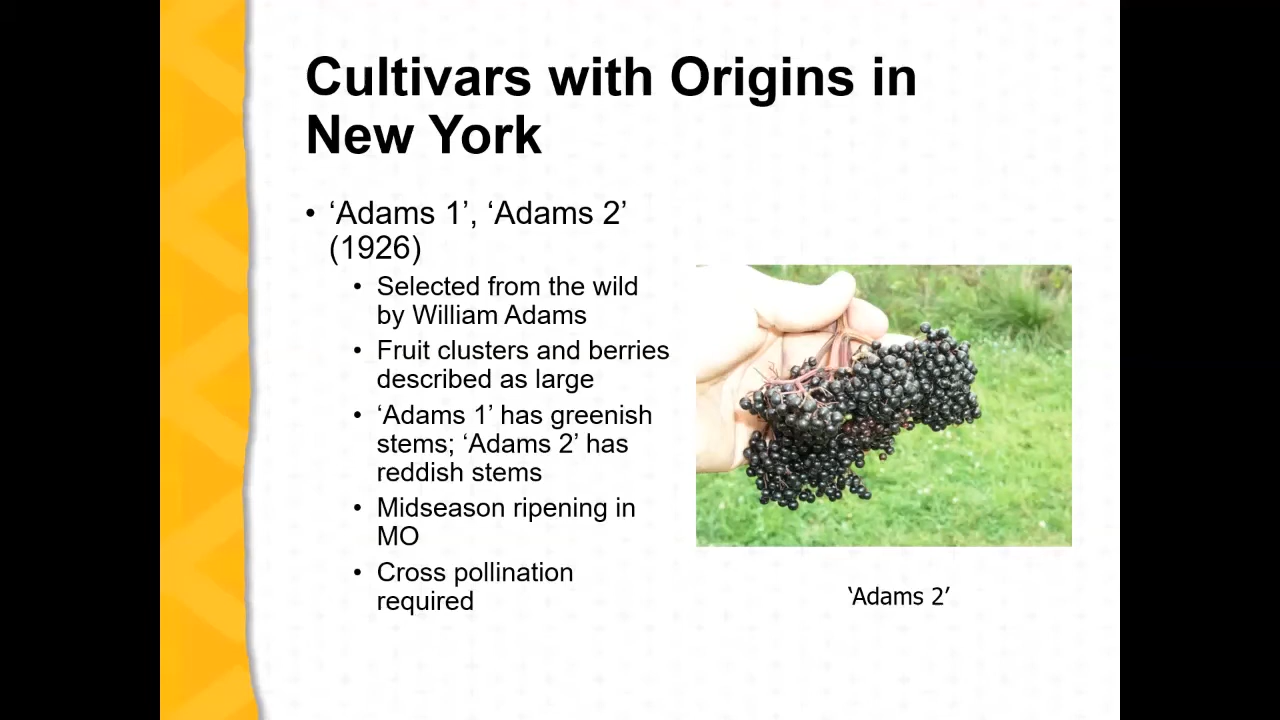 Cultivars with Origins in
New York
• ‘Adams 1’, ‘Adams 2’
(1926)
• Selected from the wild
by William Adams
• Fruit clusters and berries
described as large
• ‘Adams 1’ has greenish
stems; ‘Adams 2’ has
reddish stems
• Midseason ripening in
MO
• Cross pollination
required
‘Adams 2’